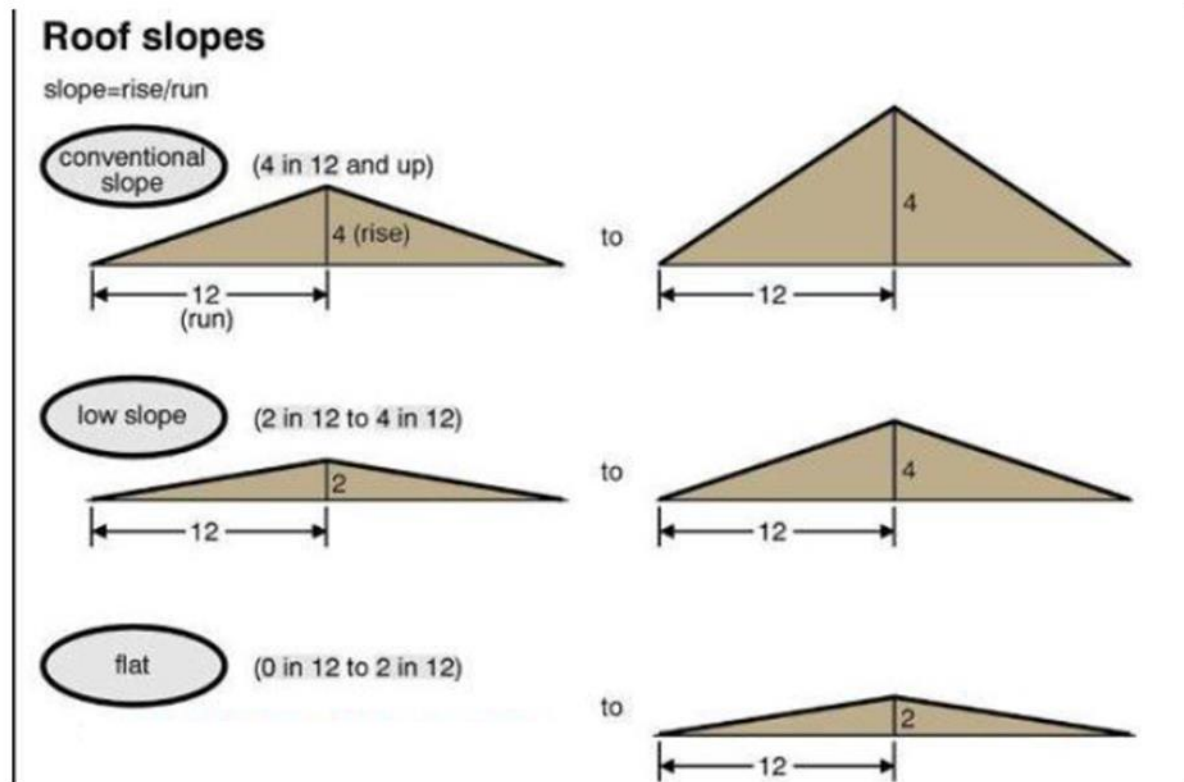 Roof slopes
slope=rise/run
conventional
slope
(4 in 12 and up)
4 (rise)
12
(run)
to
4
12
low slope
(2 in 12 to 4 in 12)
2
12
to
4
12
flat
(0 in 12 to 2 in 12)
to
2
12